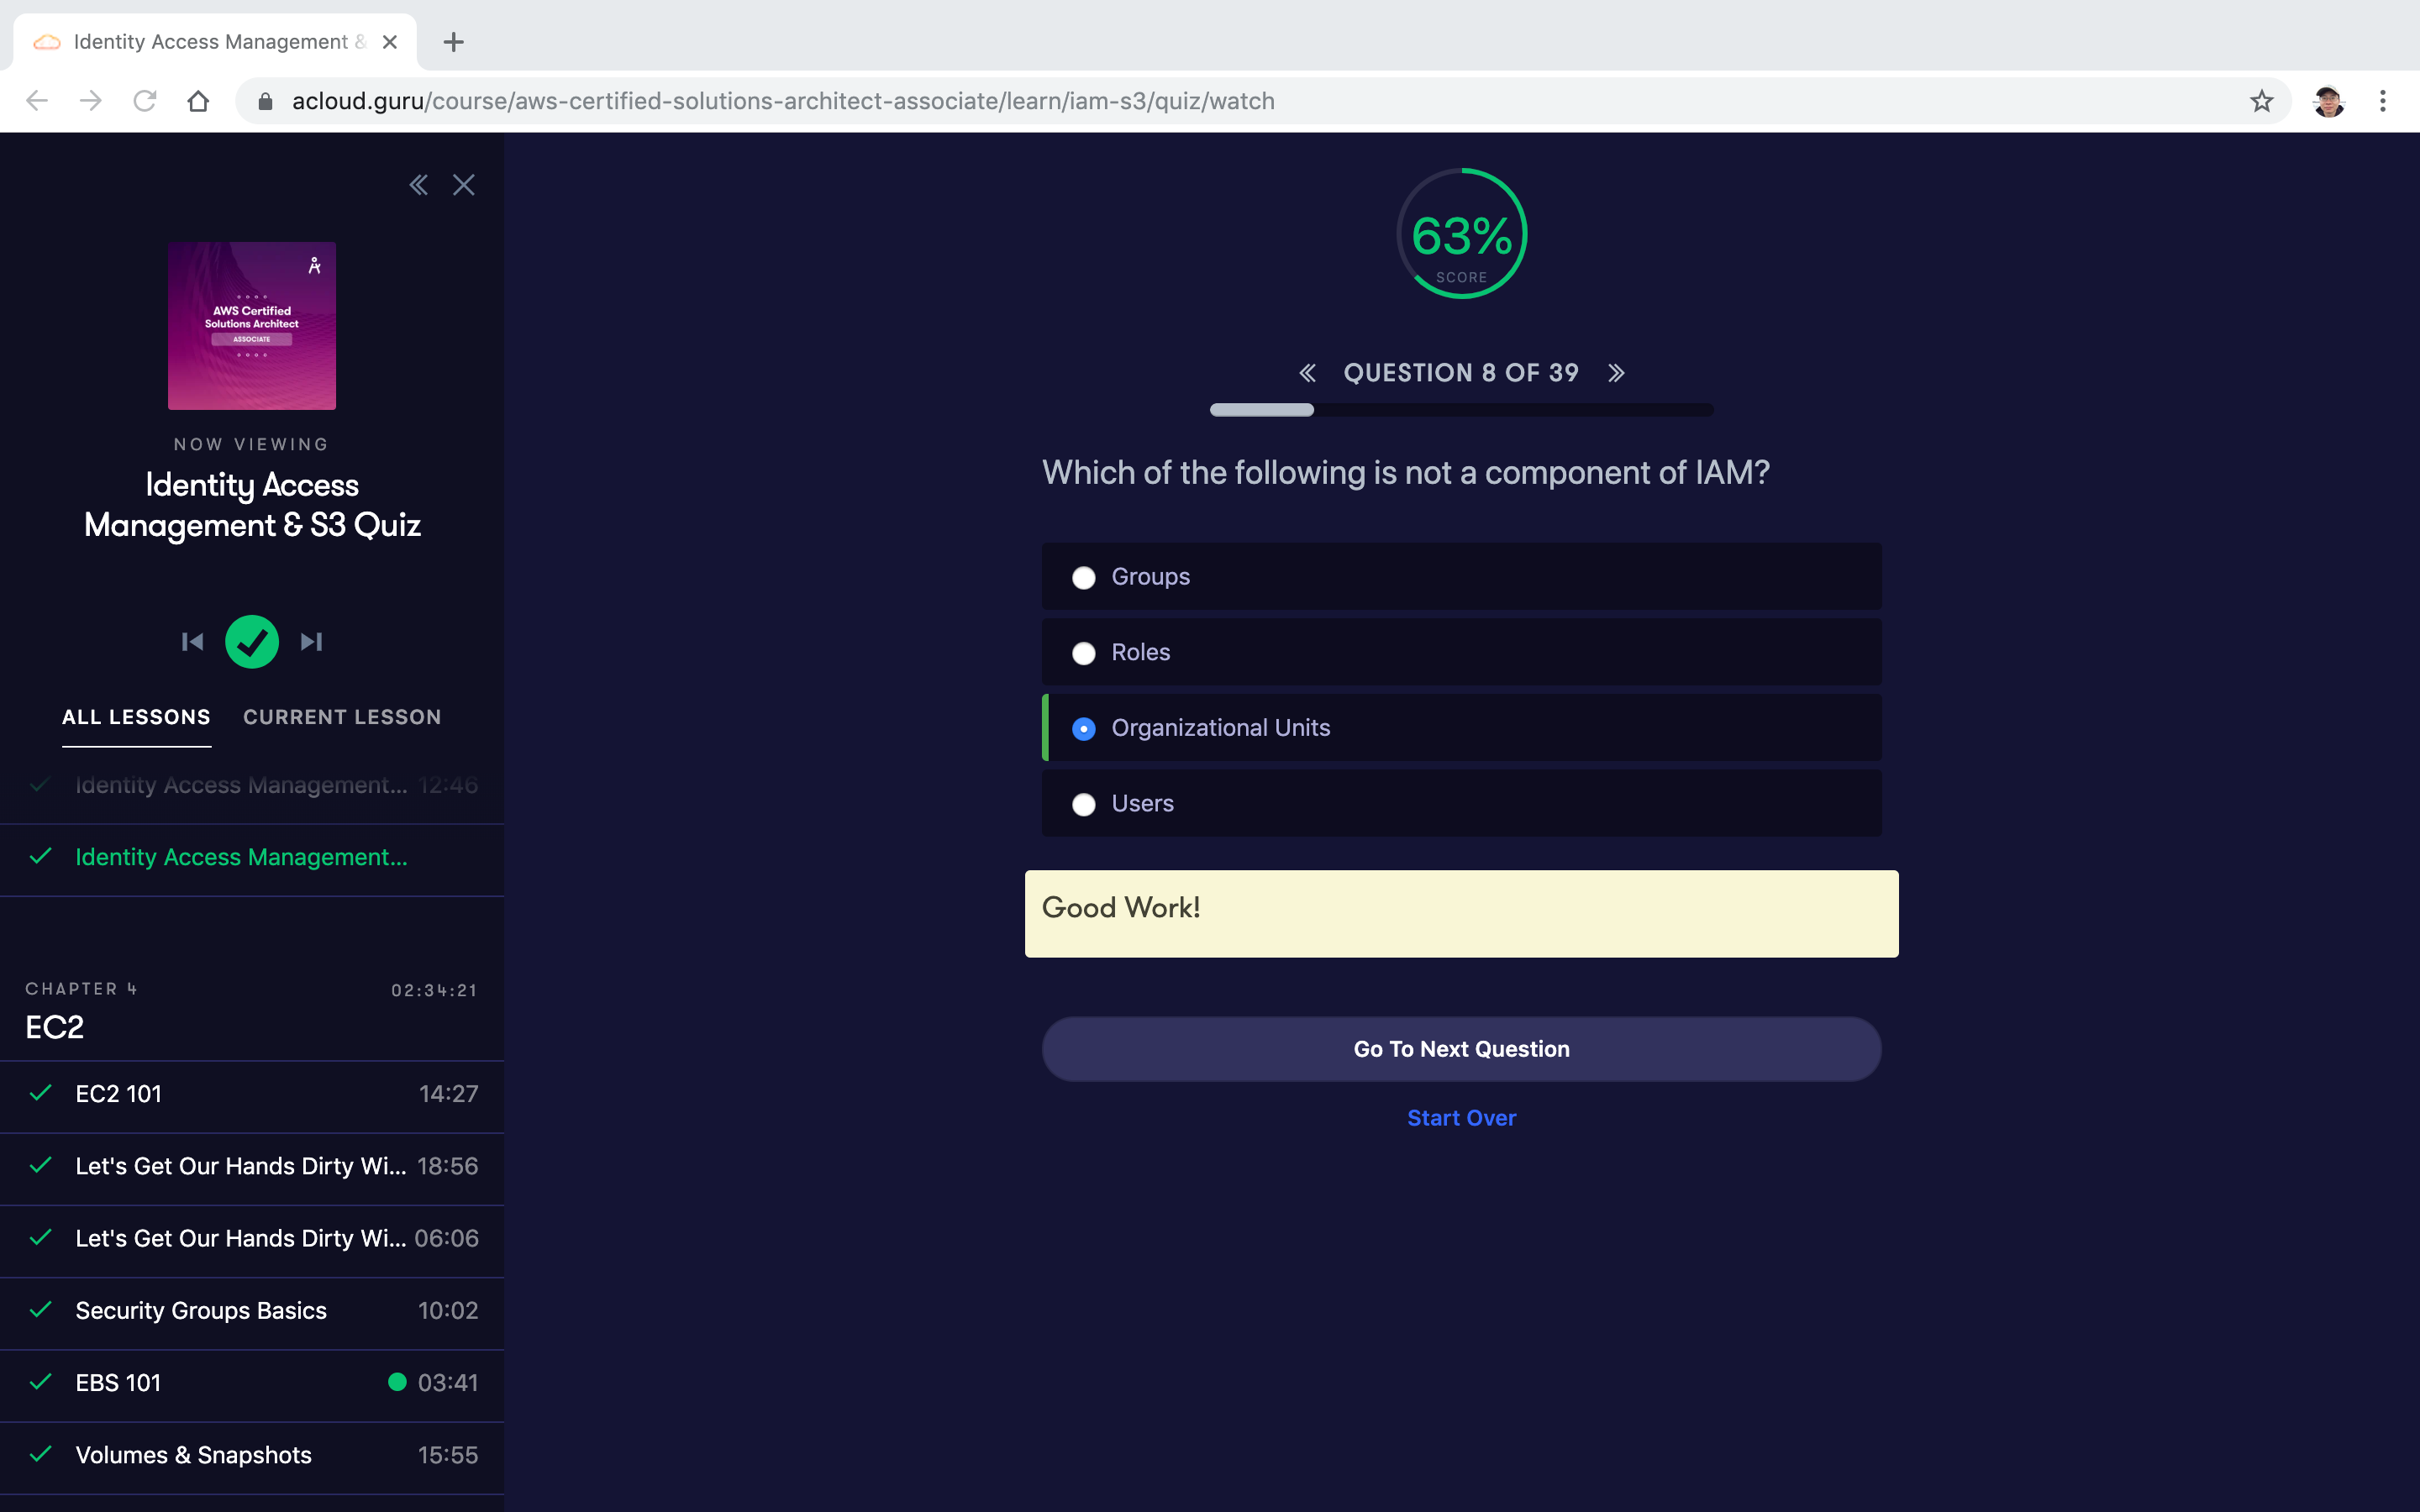 Identity Access Management &
acloud.guru/course/aws-certified-solutions-architect-associate/learn/iam-s3/quiz/watch
AWS Certified
Solutions Architect
ASSOCIATE
NOW VIEWING
Identity Access
Management & S3 Quiz
ALL LESSONS CURRENT LESSON
Identity Access Management... 12:46
Identity Access Management...
CHAPTER 4 02:34:21
EC2
EC2 101 14:27
Let's Get Our Hands Dirty Wi... 18:56
Let's Get Our Hands Dirty Wi... 06:06
Security Groups Basics 10:02
EBS 101 03:41
Volumes & Snapshots 15:55
63%
SCORE
QUESTION 8 OF 39
Which of the following is not a component of IAM?
Groups
Roles
Organizational Units
Users
Good Work!
Go To Next Question
Start Over